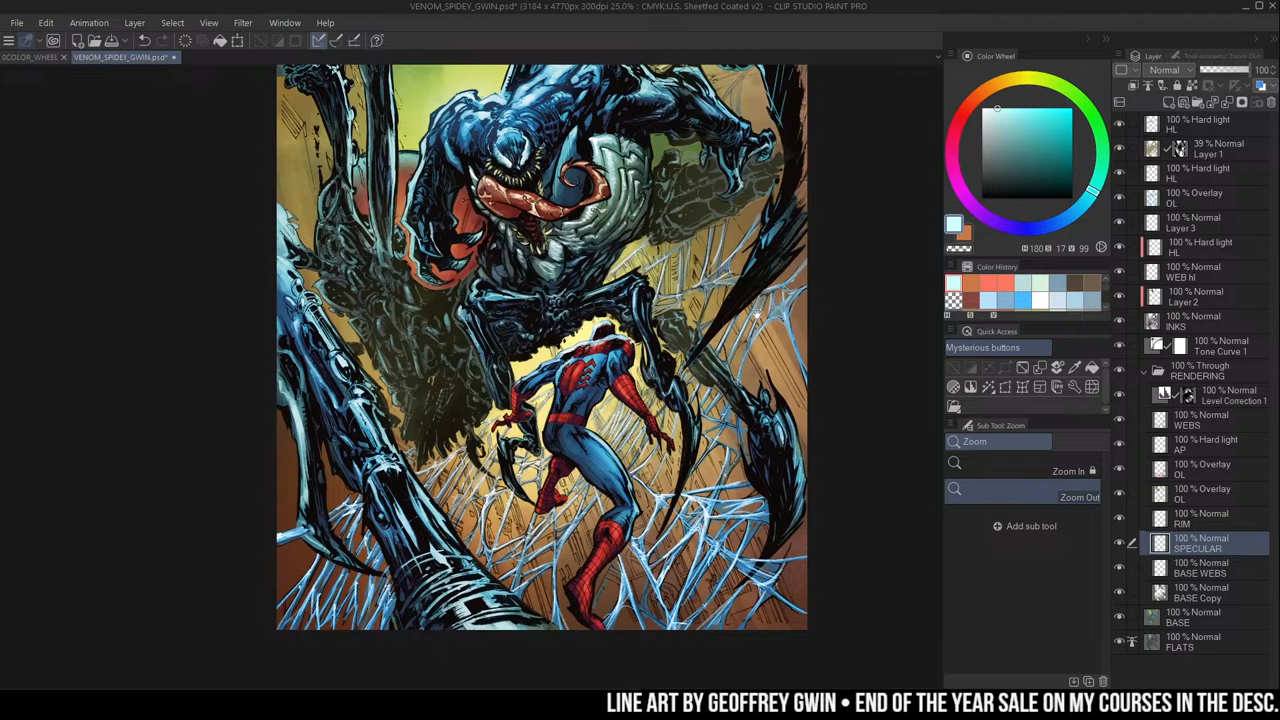 VENOM_SPIDEY_GWIN.psd* (3184 x 4770px 300dpi 25.0% : CMYK:U.S. Sheetfed Coated v2) - CLIP STUDIO PAINT PRO
File Edit Animation Layer Select View Filter Window Help
0COLOR_WHEEL VENOM_SPIDEY_GWIN.psd*
Color Wheel
H 180 S 17 V 99
Color History
H S V
Quick Access
Mysterious buttons
Sub Tool: Zoom
Zoom
Zoom In
Zoom Out
Add sub tool
Layer
Normal 100
100 % Hard light
HL
39 % Normal
Layer 1
100 % Hard light
HL
100 % Overlay
OL
100 % Normal
Layer 3
100 % Hard light
HL
100 % Normal
WEB hl
100 % Normal
Layer 2
100 % Normal
INKS
100 % Normal
Tone Curve 1
100 % Through
RENDERING
100 % Normal
Level Correction 1
100 % Normal
WEBS
100 % Hard light
AP
100 % Overlay
OL
100 % Overlay
OL
100 % Normal
RIM
100 % Normal
SPECULAR
100 % Normal
BASE WEBS
100 % Normal
BASE Copy
100 % Normal
BASE
100 % Normal
FLATS
LINE ART BY GEOFFREY GWIN • END OF THE YEAR SALE ON MY COURSES IN THE DESC.